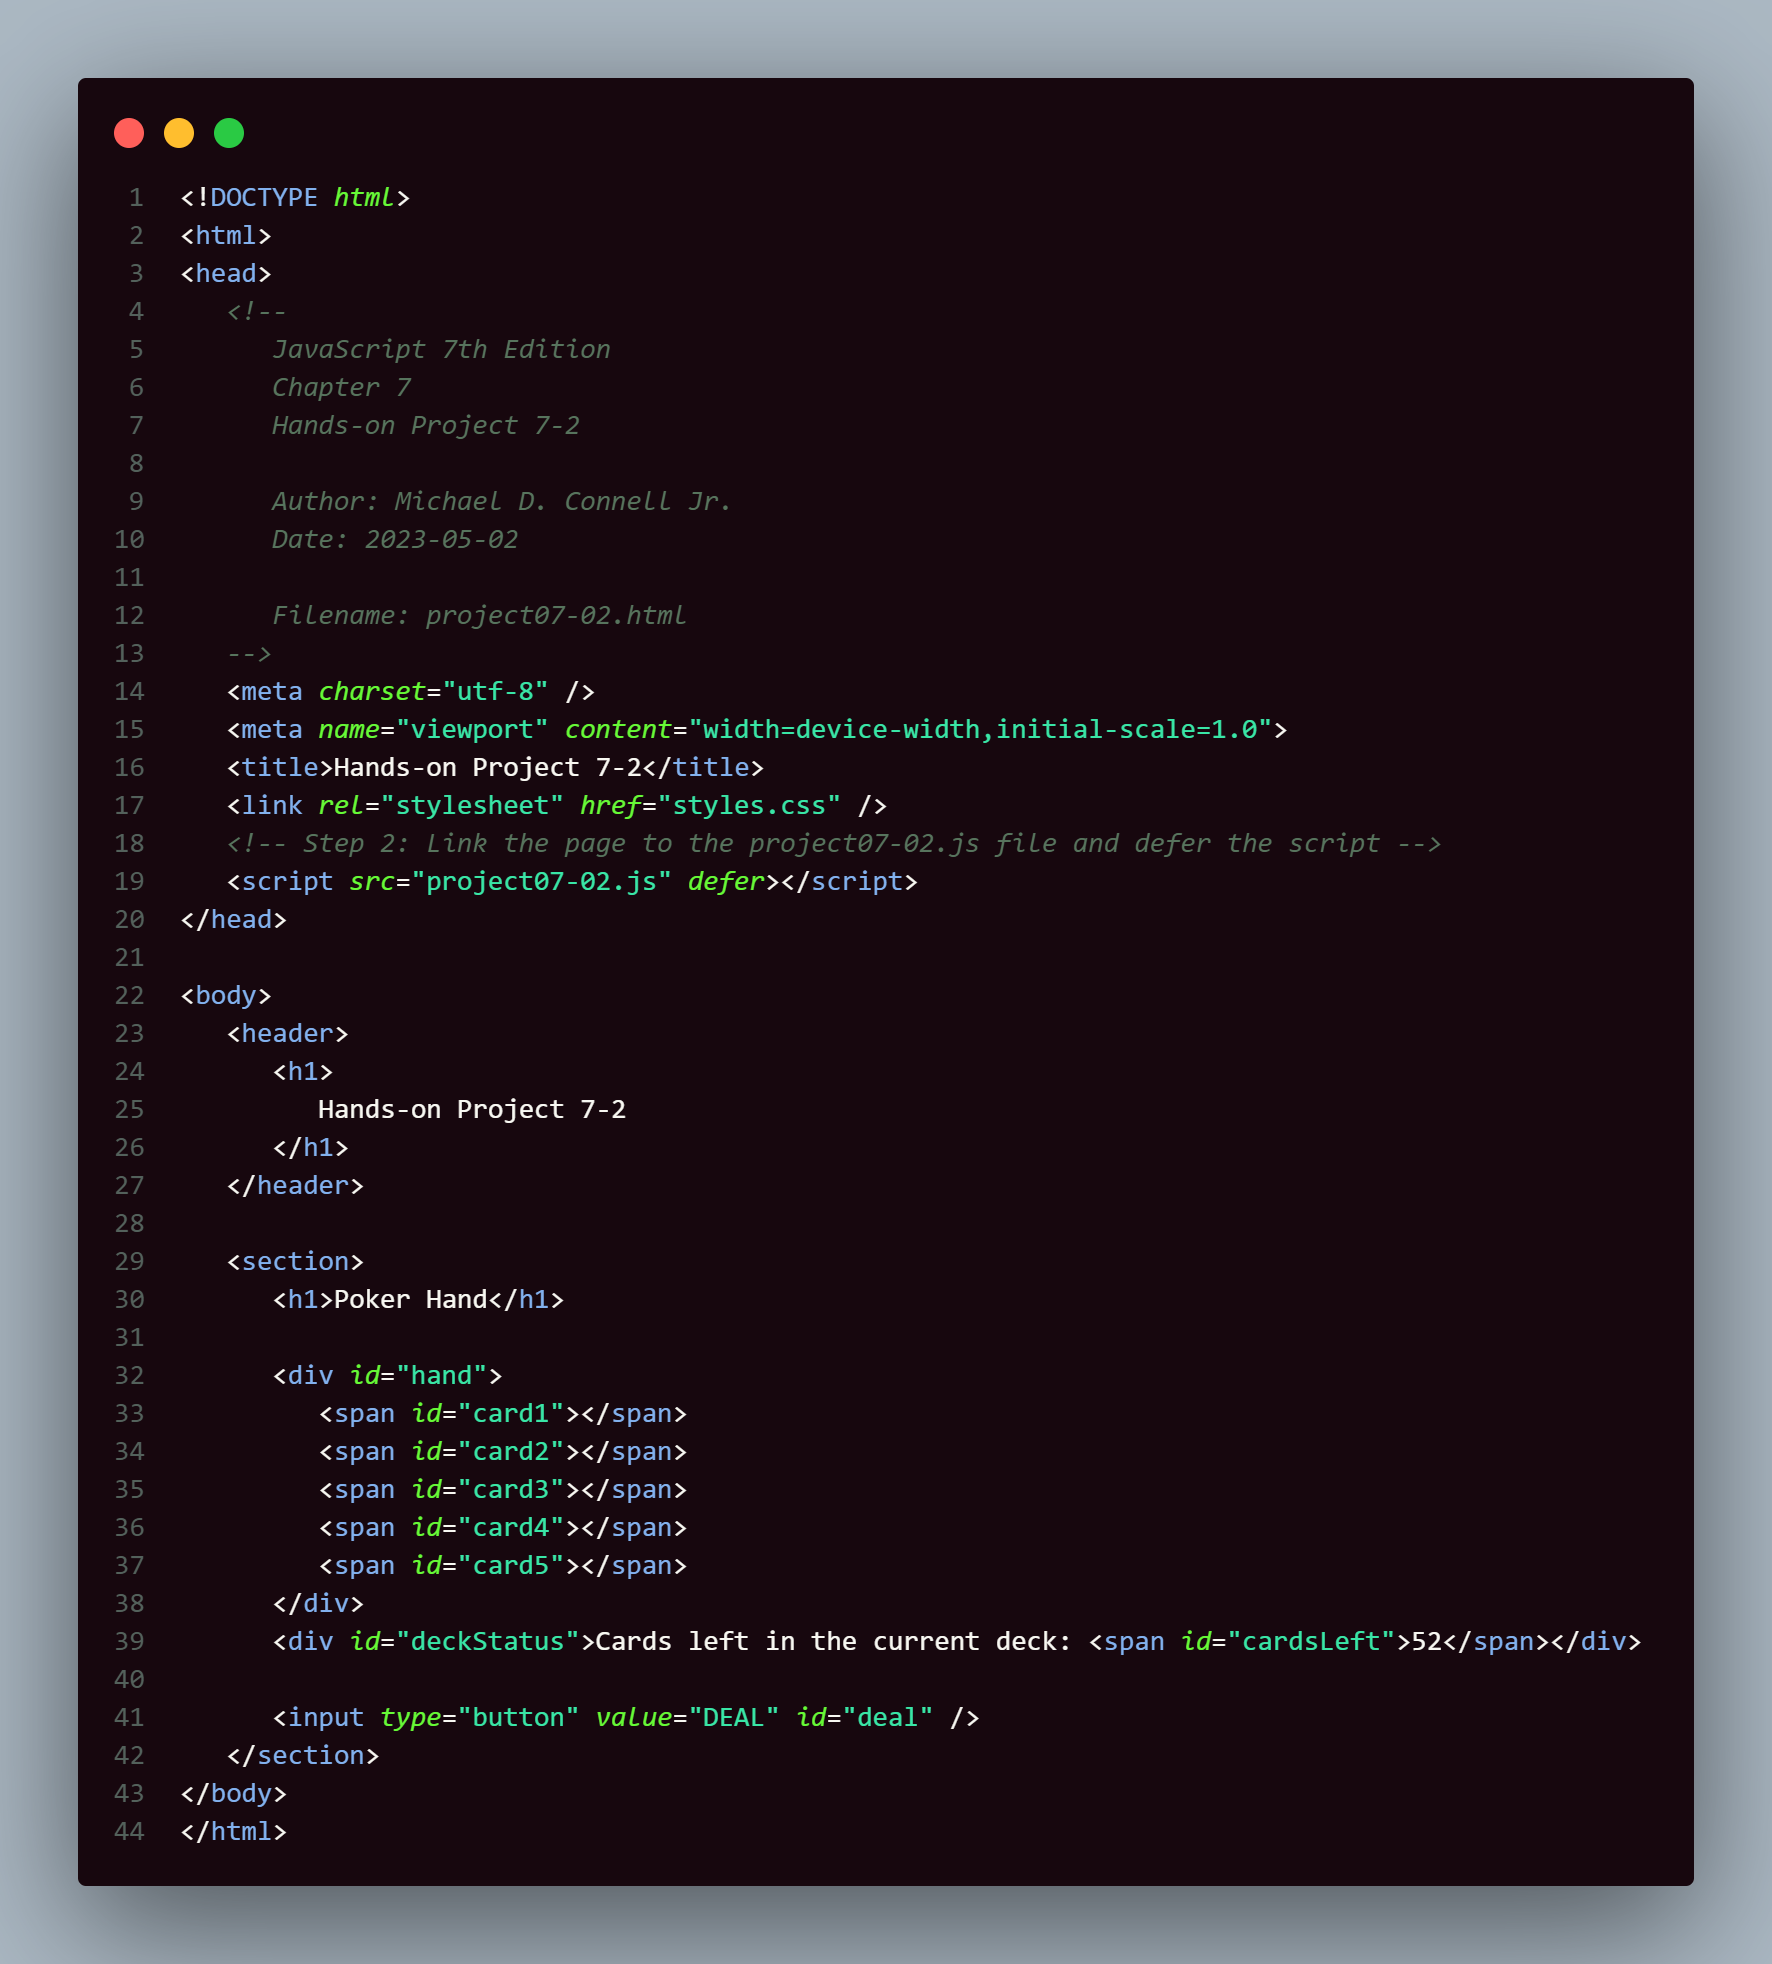 1 <!DOCTYPE html>
2 <html>
3 <head>
4    <!--
5       JavaScript 7th Edition
6       Chapter 7
7       Hands-on Project 7-2
8
9       Author: Michael D. Connell Jr.
10       Date: 2023-05-02
11
12       Filename: project07-02.html
13    -->
14    <meta charset="utf-8" />
15    <meta name="viewport" content="width=device-width,initial-scale=1.0">
16    <title>Hands-on Project 7-2</title>
17    <link rel="stylesheet" href="styles.css" />
18    <!-- Step 2: Link the page to the project07-02.js file and defer the script -->
19    <script src="project07-02.js" defer></script>
20 </head>
21
22 <body>
23    <header>
24       <h1>
25          Hands-on Project 7-2
26       </h1>
27    </header>
28
29    <section>
30       <h1>Poker Hand</h1>
31
32       <div id="hand">
33          <span id="card1"></span>
34          <span id="card2"></span>
35          <span id="card3"></span>
36          <span id="card4"></span>
37          <span id="card5"></span>
38       </div>
39       <div id="deckStatus">Cards left in the current deck: <span id="cardsLeft">52</span></div>
40
41       <input type="button" value="DEAL" id="deal" />
42    </section>
43 </body>
44 </html>